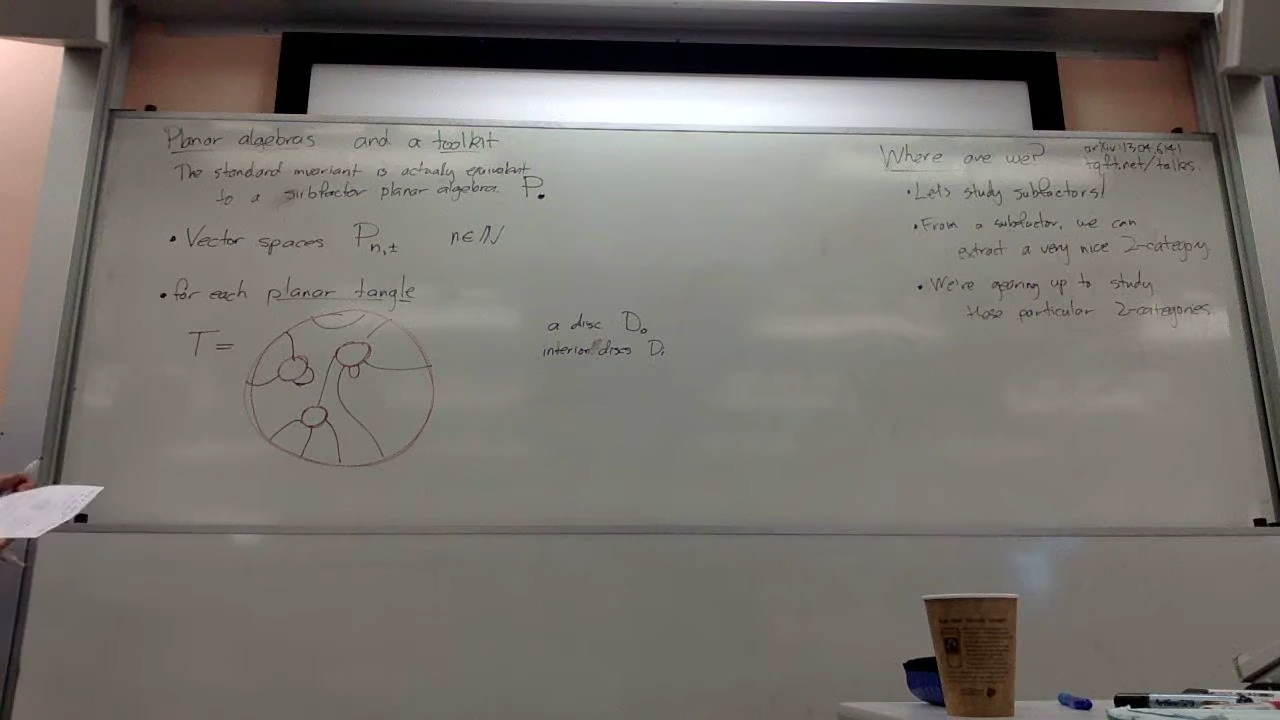 Planar algebras and a toolkit
The standard invariant is actually equivalent
to a subfactor planar algebra P.
• Vector spaces Pn,± n∈ℕ
• for each planar tangle
T =
a disc D₀
interior discs Dᵢ
Where are we?
arXiv:1304.6141
tqft.net/talks
• Lets study subfactors!
• From a subfactor, we can
extract a very nice 2-category
• We're gearing up to study
those particular 2-categories